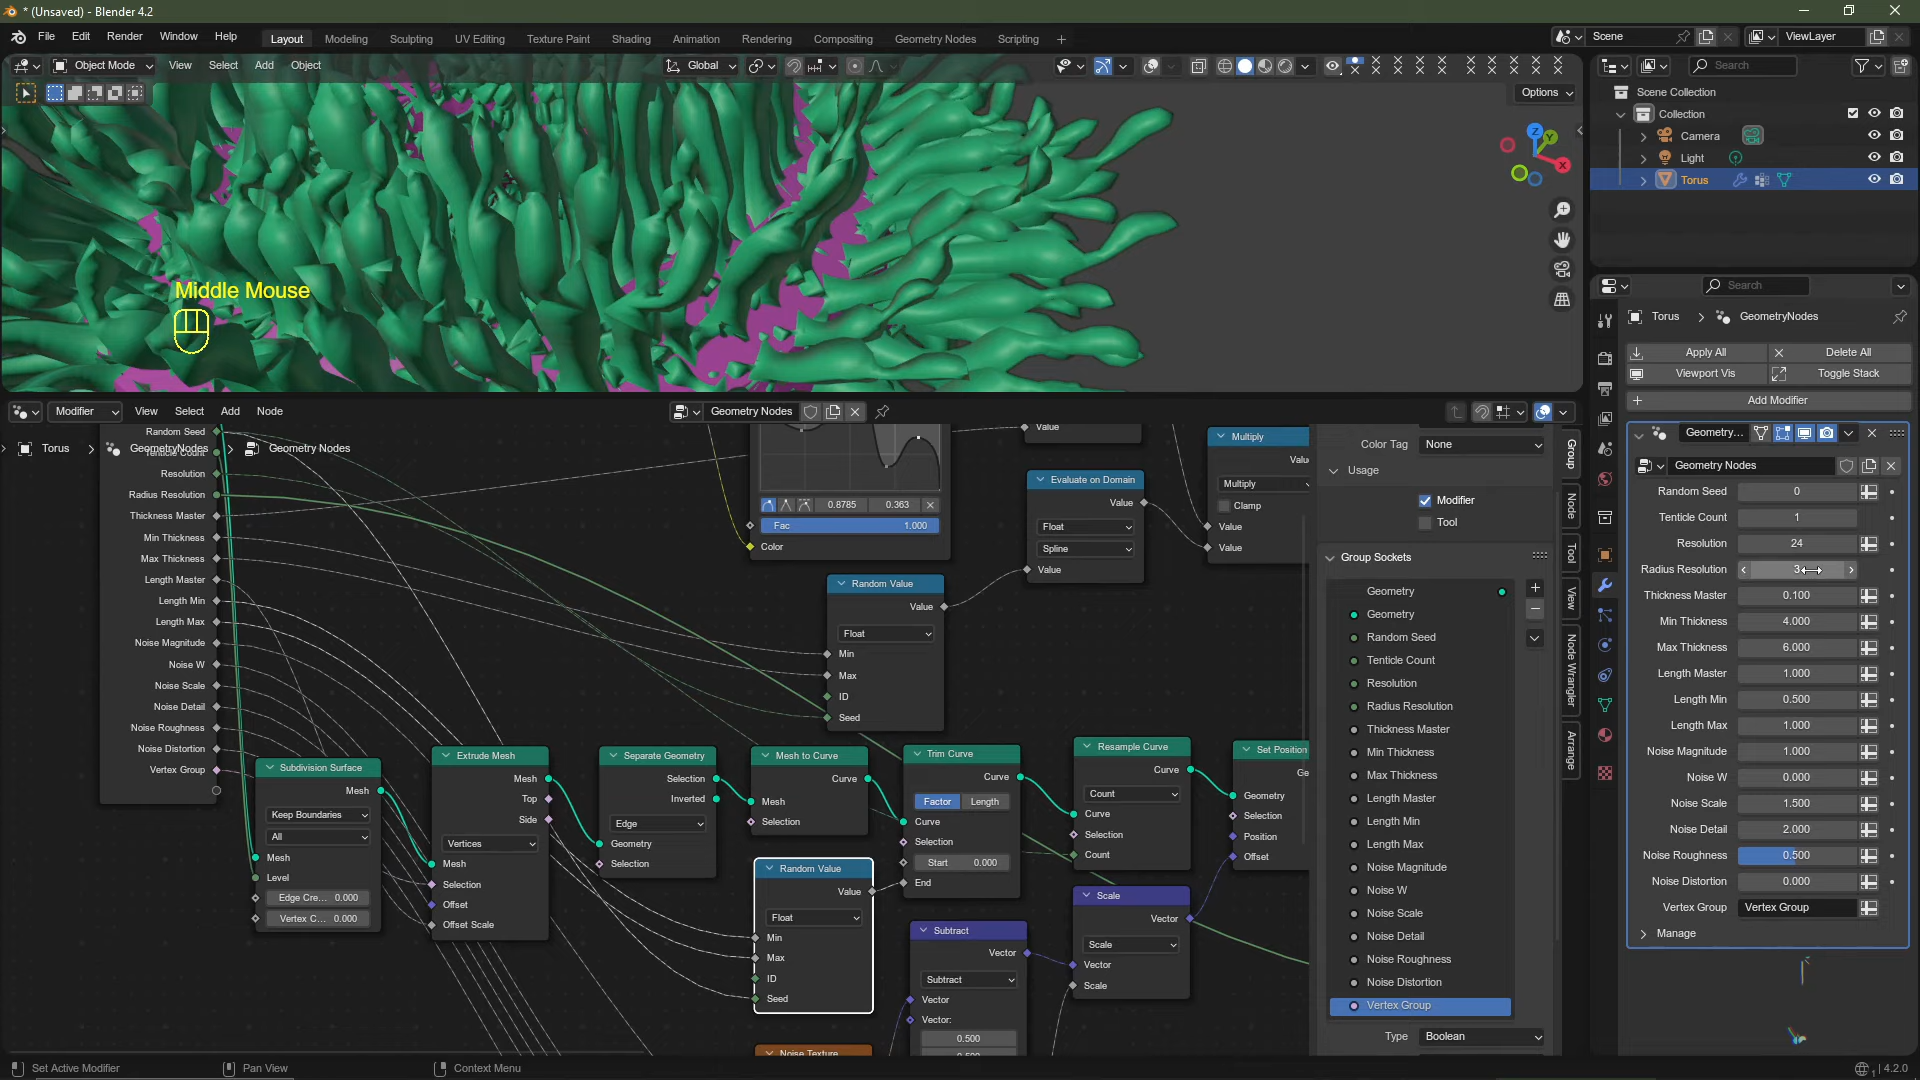 * (Unsaved) - Blender 4.2
File Edit Render Window Help
Layout Modeling Sculpting UV Editing Texture Paint Shading Animation Rendering Compositing Geometry Nodes Scripting +
Scene
ViewLayer
Object Mode View Select Add Object
Global
Options
Search
Scene Collection
Collection
Camera
Light
Torus
Z Y X
Middle Mouse
Search
Torus > GeometryNodes
Apply All
Delete All
Viewport Vis
Toggle Stack
Add Modifier
Geometry...
Geometry Nodes
Random Seed 0
Tenticle Count 1
Resolution 24
Radius Resolution 3
Thickness Master 0.100
Min Thickness 4.000
Max Thickness 6.000
Length Master 1.000
Length Min 0.500
Length Max 1.000
Noise Magnitude 1.000
Noise W 0.000
Noise Scale 1.500
Noise Detail 2.000
Noise Roughness 0.500
Noise Distortion 0.000
Vertex Group Vertex Group
Manage
Modifier View Select Add Node
Geometry Nodes
Torus > GeometryNodes > Geometry Nodes
Random Seed
Tenticle Count
Resolution
Radius Resolution
Thickness Master
Min Thickness
Max Thickness
Length Master
Length Min
Length Max
Noise Magnitude
Noise W
Noise Scale
Noise Detail
Noise Roughness
Noise Distortion
Vertex Group
Subdivision Surface
Mesh
Keep Boundaries
All
Mesh
Level
Edge Cre... 0.000
Vertex C... 0.000
Extrude Mesh
Mesh
Top
Side
Vertices
Mesh
Selection
Offset
Offset Scale
Separate Geometry
Selection
Inverted
Edge
Geometry
Selection
Mesh to Curve
Curve
Mesh
Selection
Random Value
Value
Float
Min
Max
ID
Seed
Noise Texture
0.8785 0.363
Fac 1.000
Color
Random Value
Value
Float
Min
Max
ID
Seed
Trim Curve
Curve
Factor Length
Curve
Selection
Start 0.000
End
Subtract
Vector
Subtract
Vector
Vector:
0.500
Value
Evaluate on Domain
Value
Float
Spline
Value
Resample Curve
Curve
Count
Curve
Selection
Count
Scale
Vector
Scale
Vector
Scale
Multiply
Multiply
Clamp
Value
Value
Set Position
Geometry
Selection
Position
Offset
Color Tag None
Usage
Modifier
Tool
Group Sockets
Geometry
Geometry
Random Seed
Tenticle Count
Resolution
Radius Resolution
Thickness Master
Min Thickness
Max Thickness
Length Master
Length Min
Length Max
Noise Magnitude
Noise W
Noise Scale
Noise Detail
Noise Roughness
Noise Distortion
Vertex Group
Type Boolean
Group
Node
Tool
View
Node Wrangler
Arrange
Set Active Modifier
Pan View
Context Menu
4.2.0